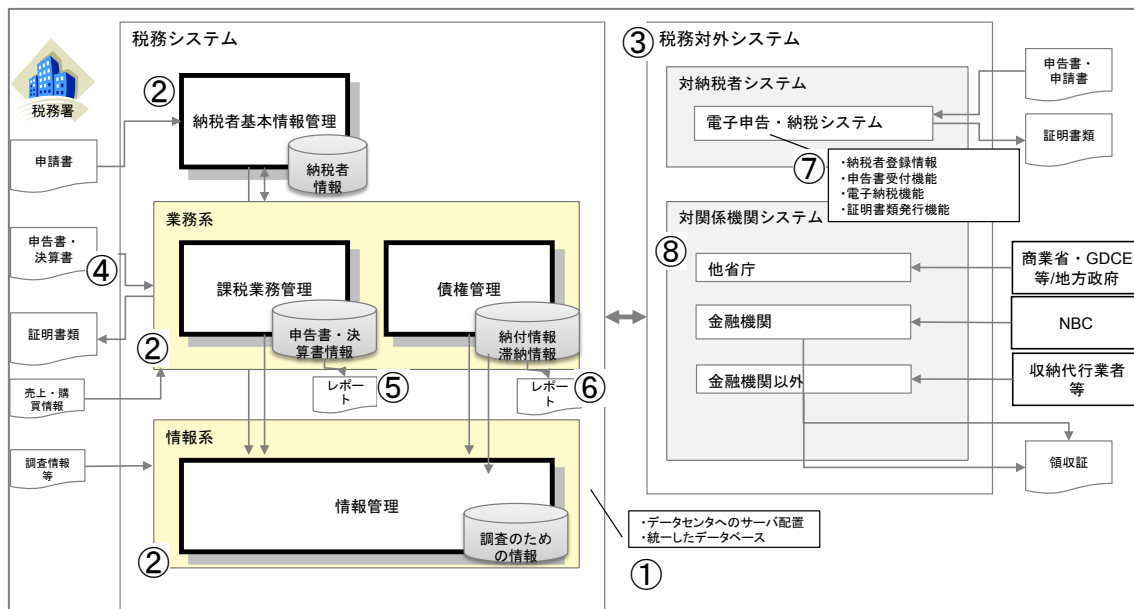 税務システム
税務署
②
納税者基本情報管理
納税者
情報
申請書
業務系
申告書・
決算書
④
課税業務管理
債権管理
申告書・決
算書情報
納付情報
滞納情報
証明書類
②
売上・購
買情報
レポー
ト
⑤
レポー
ト
⑥
情報系
調査情報
等
情報管理
調査のため
の情報
②
・データセンタへのサーバ配置
・統一したデータベース
①
③
税務対外システム
対納税者システム
電子申告・納税システム
申告書・
申請書
証明書類
⑦
・納税者登録情報
・申告書受付機能
・電子納税機能
・証明書類発行機能
対関係機関システム
⑧
他省庁
商業省・GDCE
等/地方政府
金融機関
NBC
金融機関以外
収納代行業者
等
領収証